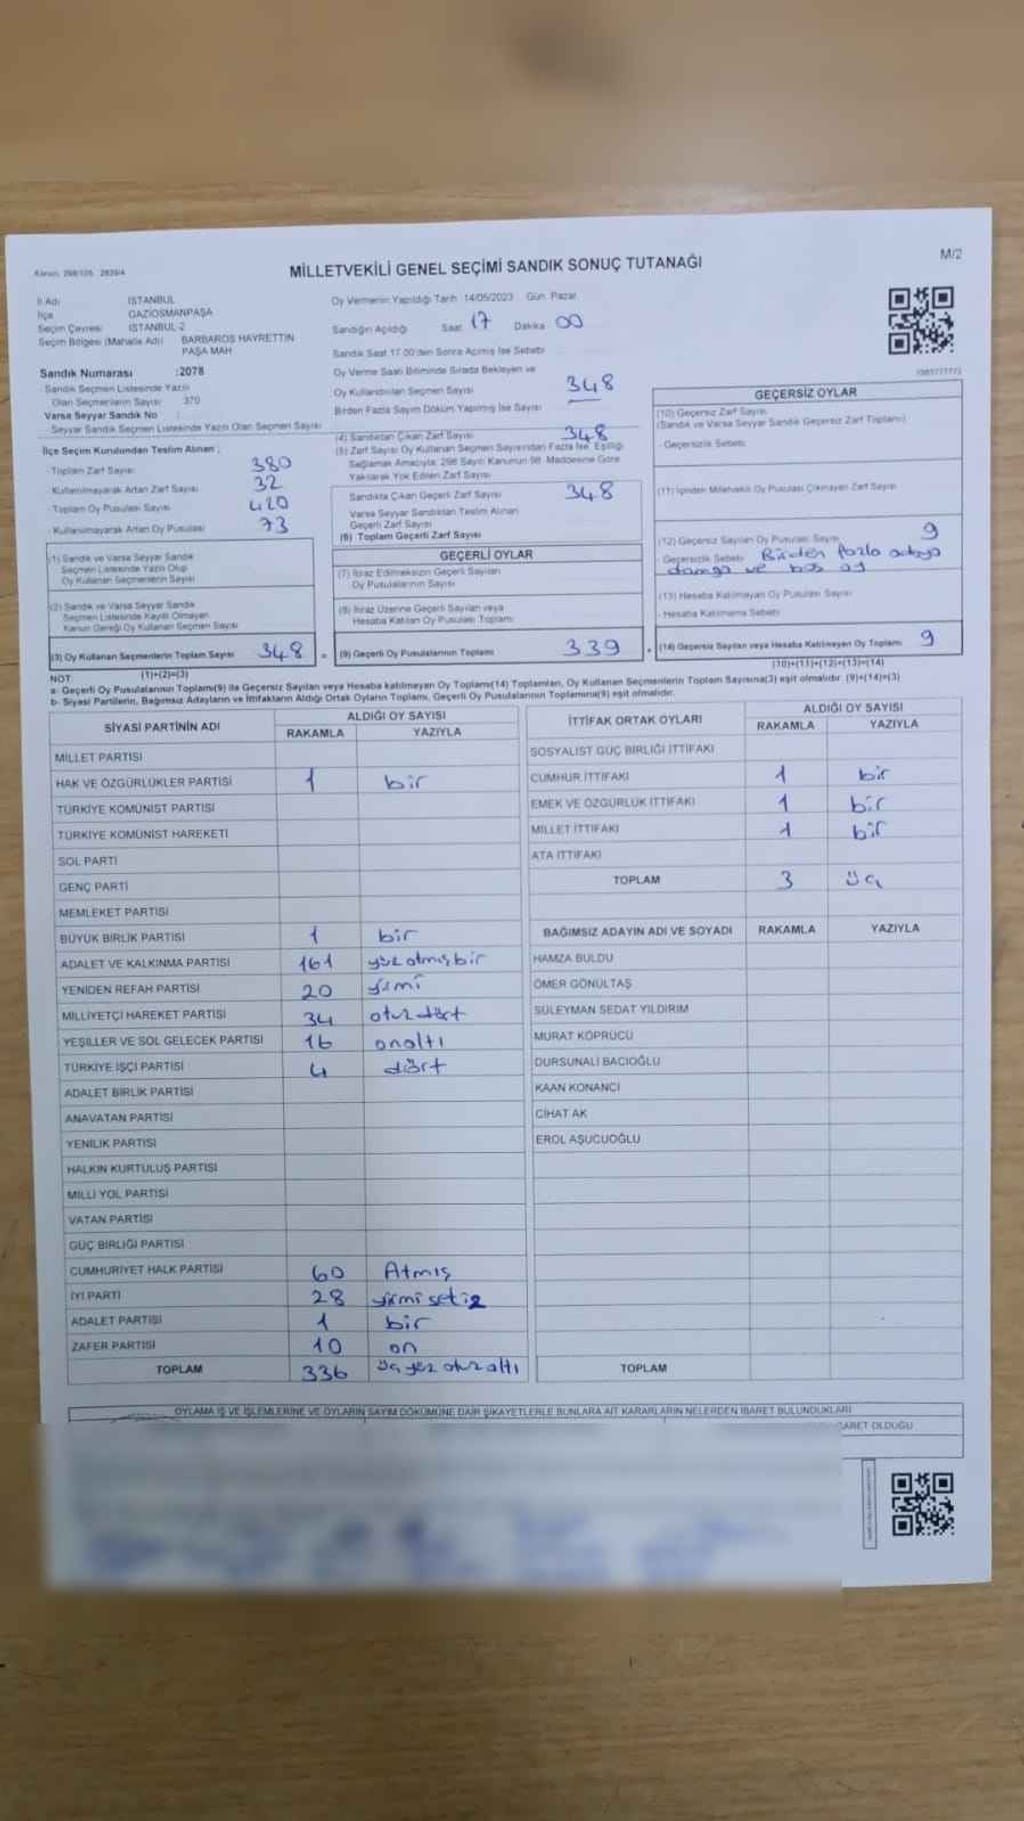 M/2
Kanun: 298/105 2839/4
MİLLETVEKİLİ GENEL SEÇİMİ SANDIK SONUÇ TUTANAĞI
İl Adı İSTANBUL
İlçe GAZİOSMANPAŞA
Seçim Çevresi İSTANBUL-2
Seçim Bölgesi (Mahalle Adı) BARBAROS HAYRETTİN
PAŞA MAH
Sandık Numarası :2078
Sandık Seçmen Listesinde Yazılı
Olan Seçmenlerin Sayısı 370
Varsa Seyyar Sandık No :
Seyyar Sandık Seçmen Listesinde Yazılı Olan Seçmen Sayısı
İlçe Seçim Kurulundan Teslim Alınan ;
Toplam Zarf Sayısı 380
Kullanılmayarak Artan Zarf Sayısı 32
Toplam Oy Pusulası Sayısı 420
Kullanılmayarak Artan Oy Pusulası 73
(1) Sandık ve Varsa Seyyar Sandık
Seçmen Listesinde Yazılı Olup
Oy Kullanan Seçmenlerin Sayısı
(2) Sandık ve Varsa Seyyar Sandık
Seçmen Listesinde Kayıtlı Olmayan
Kanun Gereği Oy Kullanan Seçmen Sayısı
(3) Oy Kullanan Seçmenlerin Toplam Sayısı 348
(1)+(2)=(3)
Oy Vermenin Yapıldığı Tarih 14/05/2023 Gün Pazar
Sandığın Açıldığı Saat 17 Dakika 00
Sandık Saat 17.00'den Sonra Açılmış İse Sebebi
Oy Verme Saati Bitiminde Sırada Bekleyen ve
Oy Kullandırılan Seçmen Sayısı 348
Birden Fazla Sayım Döküm Yapılmış İse Sayısı
(4) Sandıktan Çıkan Zarf Sayısı 348
(5) Zarf Sayısı Oy Kullanan Seçmen Sayısından Fazla İse, Eşitliği
Sağlamak Amacıyla, 298 Sayılı Kanunun 98. Maddesine Göre
Yakılarak Yok Edilen Zarf Sayısı
Sandıkta Çıkan Geçerli Zarf Sayısı 348
Varsa Seyyar Sandıktan Teslim Alınan
Geçerli Zarf Sayısı
(6) Toplam Geçerli Zarf Sayısı
GEÇERLİ OYLAR
(7) İtiraz Edilmeksizin Geçerli Sayılan
Oy Pusulalarının Sayısı
(8) İtiraz Üzerine Geçerli Sayılan veya
Hesaba Katılan Oy Pusulası Toplamı
= (9) Geçerli Oy Pusulalarının Toplamı 339
GEÇERSİZ OYLAR
(10) Geçersiz Zarf Sayısı
(Sandık ve Varsa Seyyar Sandık Geçersiz Zarf Toplamı)
- Geçersizlik Sebebi
(11) İçinden Milletvekili Oy Pusulası Çıkmayan Zarf Sayısı
(12) Geçersiz Sayılan Oy Pusulası Sayısı 9
Geçersizlik Sebebi Birden fazla
damga ve boş oy
(13) Hesaba Katılmayan Oy Pusulası Sayısı
- Hesaba Katılmama Sebebi
+ (14) Geçersiz Sayılan veya Hesaba Katılmayan Oy Toplamı 9
(10)+(11)+(12)+(13)=(14)
NOT
a- Geçerli Oy Pusulalarının Toplamı(9) ile Geçersiz Sayılan veya Hesaba katılmayan Oy Toplamı(14) Toplamları, Oy Kullanan Seçmenlerin Toplam Sayısına(3) eşit olmalıdır. (9)+(14)=(3)
b- Siyasi Partilerin, Bağımsız Adayların ve İttifakların Aldığı Ortak Oyların Toplamı, Geçerli Oy Pusulalarının Toplamına(9) eşit olmalıdır.
SİYASİ PARTİNİN ADI ALDIĞI OY SAYISI
RAKAMLA YAZIYLA
MİLLET PARTİSİ
HAK VE ÖZGÜRLÜKLER PARTİSİ 1 bir
TÜRKİYE KOMÜNİST PARTİSİ
TÜRKİYE KOMÜNİST HAREKETİ
SOL PARTİ
GENÇ PARTİ
MEMLEKET PARTİSİ
BÜYÜK BİRLİK PARTİSİ 1 bir
ADALET VE KALKINMA PARTİSİ 161 yüzatmışbir
YENİDEN REFAH PARTİSİ 20 yirmi
MİLLİYETÇİ HAREKET PARTİSİ 34 otuzdört
YEŞİLLER VE SOL GELECEK PARTİSİ 16 onaltı
TÜRKİYE İŞÇİ PARTİSİ 4 dört
ADALET BİRLİK PARTİSİ
ANAVATAN PARTİSİ
YENİLİK PARTİSİ
HALKIN KURTULUŞ PARTİSİ
MİLLİ YOL PARTİSİ
VATAN PARTİSİ
GÜÇ BİRLİĞİ PARTİSİ
CUMHURİYET HALK PARTİSİ 60 Atmış
İYİ PARTİ 28 yirmisekiz
ADALET PARTİSİ 1 bir
ZAFER PARTİSİ 10 on
TOPLAM 336 üç yüz otuz altı
İTTİFAK ORTAK OYLARI ALDIĞI OY SAYISI
RAKAMLA YAZIYLA
SOSYALİST GÜÇ BİRLİĞİ İTTİFAKI
CUMHUR İTTİFAKI 1 bir
EMEK VE ÖZGÜRLÜK İTTİFAKI 1 bir
MİLLET İTTİFAKI 1 bir
ATA İTTİFAKI
TOPLAM 3 üç
BAĞIMSIZ ADAYIN ADI VE SOYADI RAKAMLA YAZIYLA
HAMZA BULDU
ÖMER GÖNÜLTAŞ
SÜLEYMAN SEDAT YILDIRIM
MURAT KÖPRÜCÜ
DURSUNALİ BACIOĞLU
KAAN KONANCİ
CİHAT AK
EROL AŞUCUOĞLU
TOPLAM
OYLAMA İŞ VE İŞLEMLERİNE VE OYLARIN SAYIM DÖKÜMÜNE DAİR ŞİKAYETLERLE BUNLARA AİT KARARLARIN NELERDEN İBARET BULUNDUKLARI
OLDUĞU